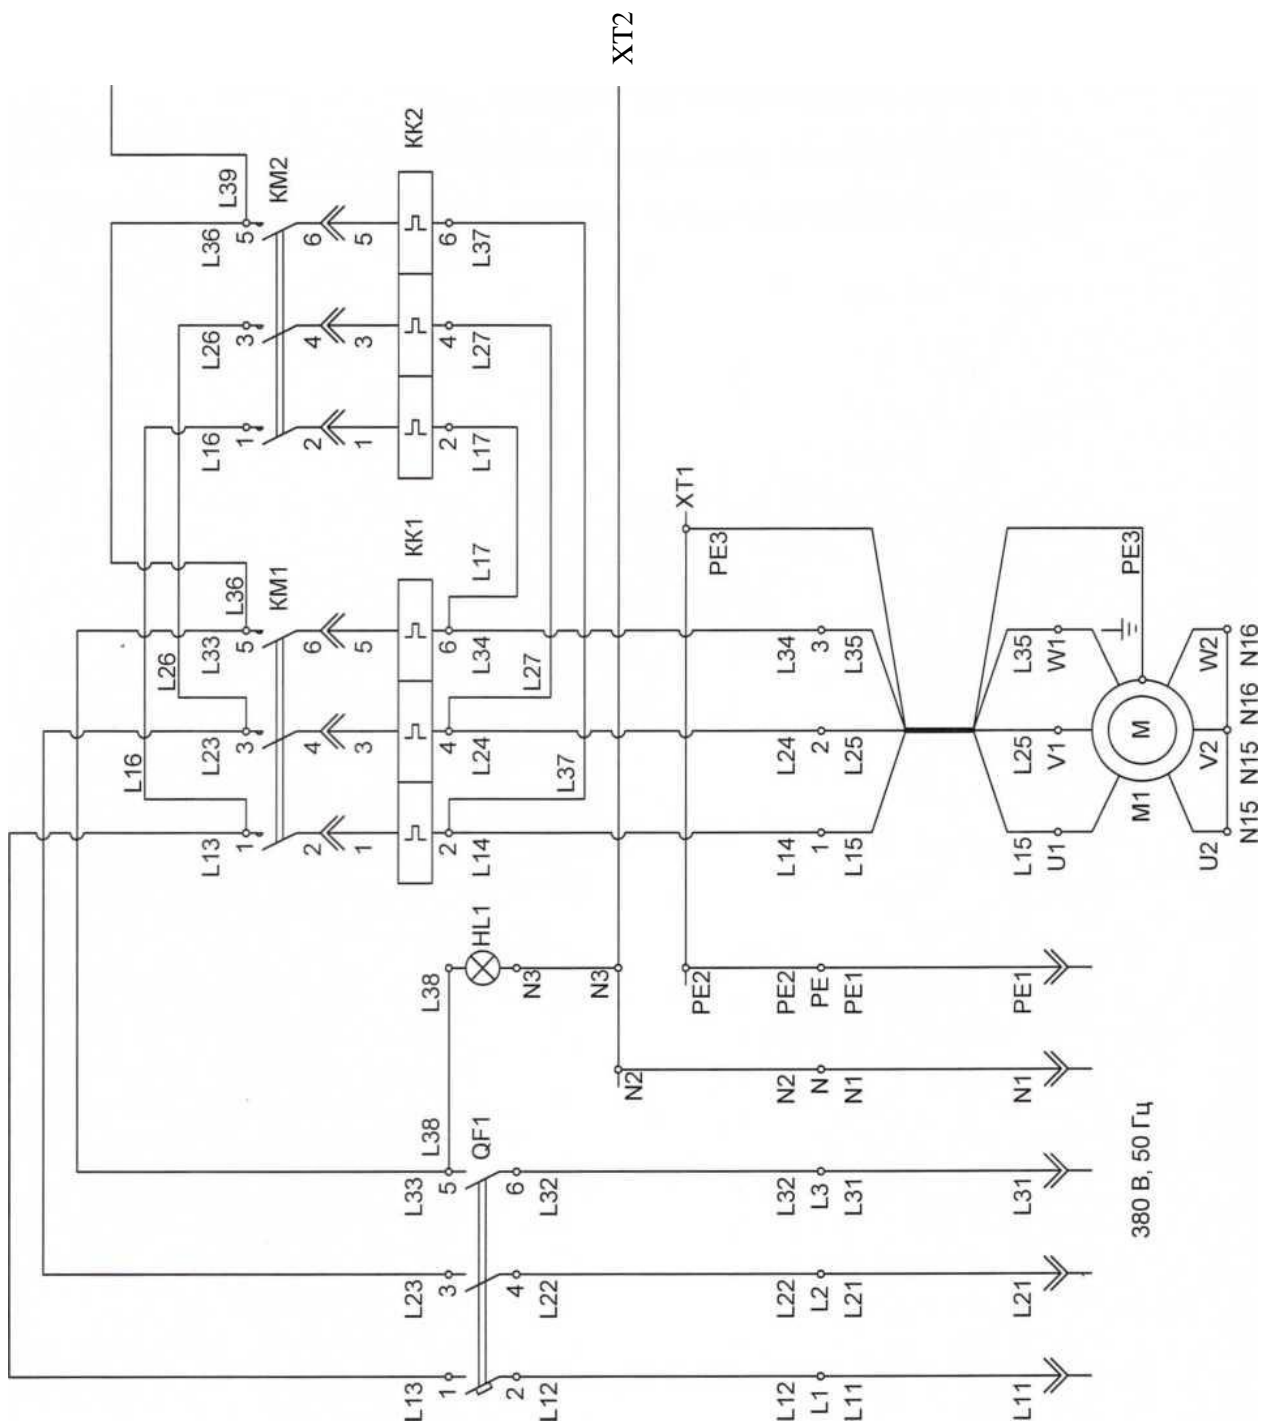 L16
L26
L13 L23 L33 L16 L26 L36
L36 L39
1 3 5 1 3 5
KM1 KM2
2 4 6 2 4 6
1 3 5 1 3 5
L13 L23 L33 KK1 KK2
L38 L38
1 3 5 2 4 6 2 4 6
QF1 HL1 L14 L24 L34 L17 L17 L27 L37
2 4 6
N3 L27
L12 L22 L32
L37
N3
XT2
N2
XT1
PE2
PE3
L12 L22 L32 N2 PE2 L14 L24 L34
L1 L2 L3 N PE 1 2 3
L11 L21 L31 N1 PE1 L15 L25 L35
L11 L21 L31 N1 PE1 L15 L25 L35
U1 V1 W1
PE3
380 В, 50 Гц
M1 M
U2 V2 W2
N15 N15 N16 N16